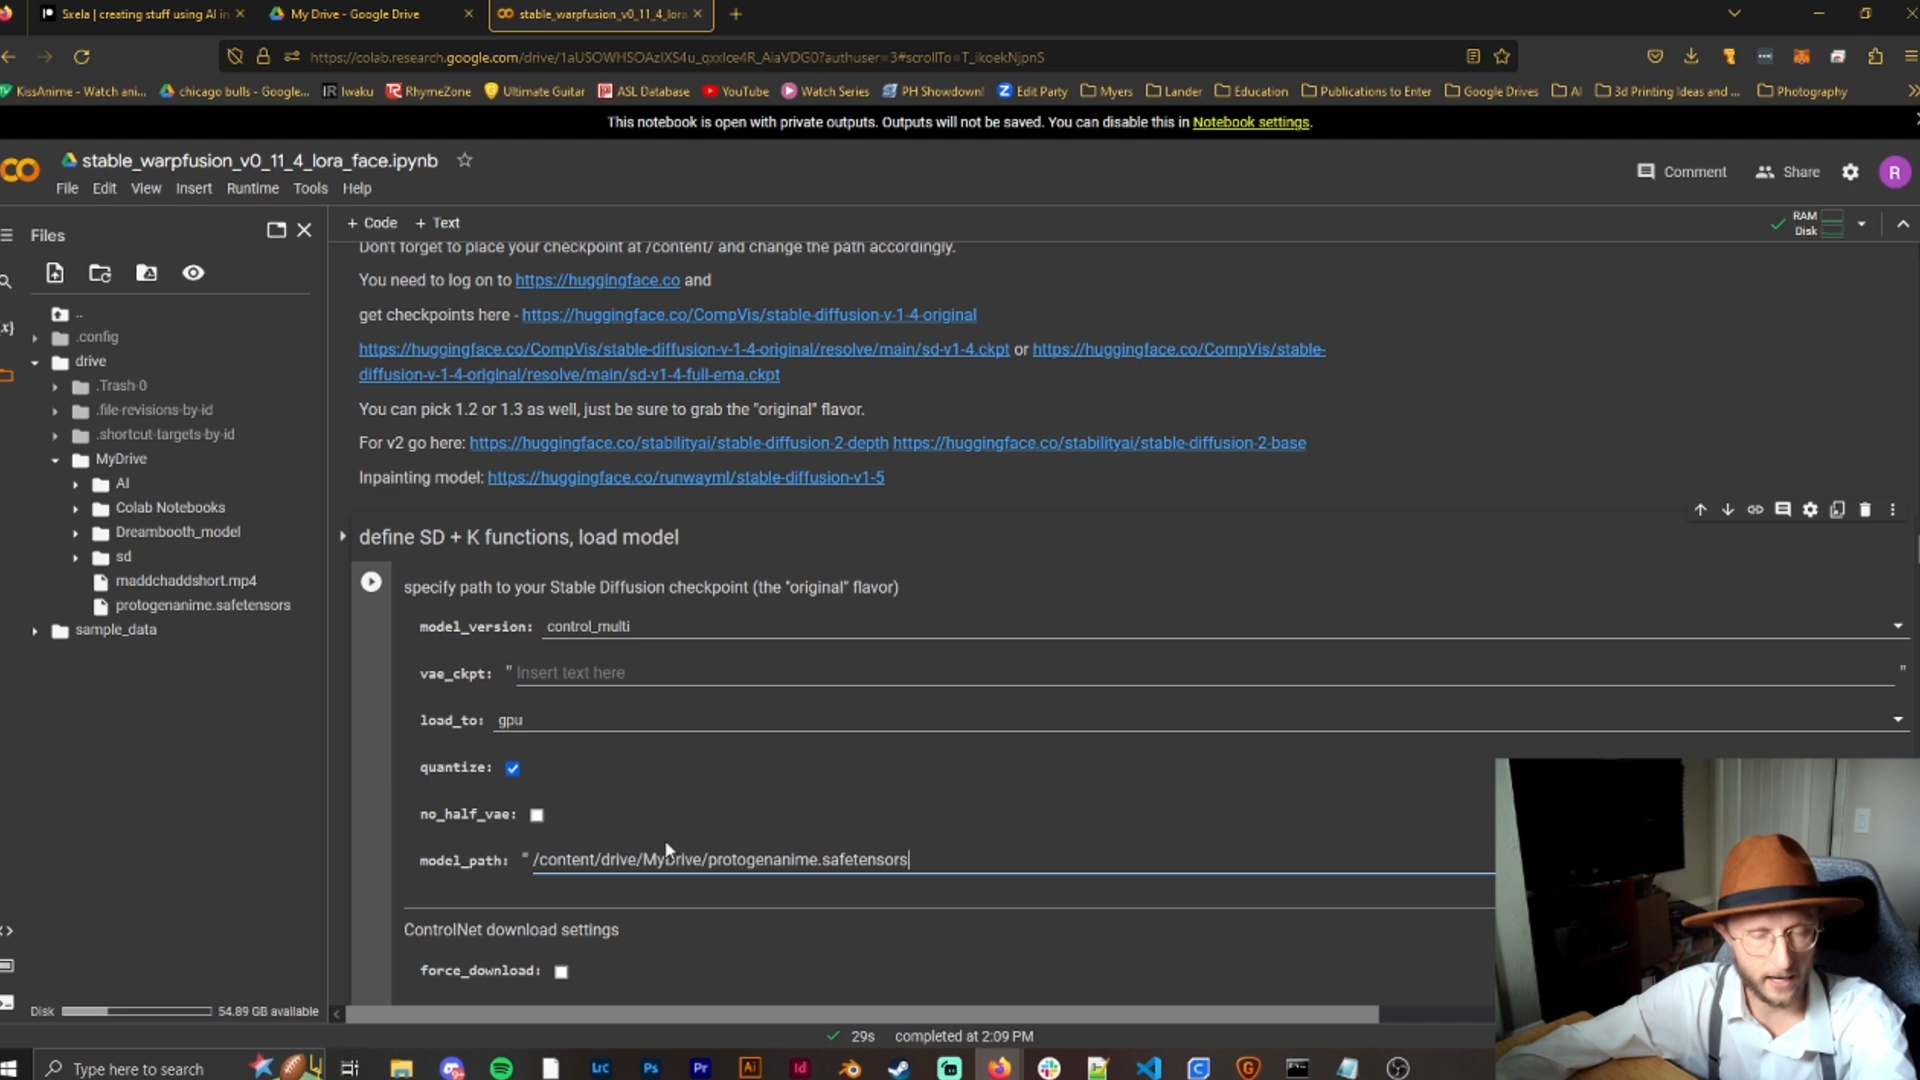 Sxela | creating stuff using AI in
My Drive - Google Drive
stable_warpfusion_v0_11_4_lora
https://colab.research.google.com/drive/1aUSOWHSOAzIXS4u_qxxlce4R_AiaVDG0?authuser=3#scrollTo=T_ikoekNjpnS
KissAnime - Watch ani...
chicago bulls - Google...
Iwaku
RhymeZone
Ultimate Guitar
ASL Database
YouTube
Watch Series
PH Showdown!
Edit Party
Myers
Lander
Education
Publications to Enter
Google Drives
AI
3d Printing Ideas and ...
Photography
This notebook is open with private outputs. Outputs will not be saved. You can disable this in Notebook settings.
stable_warpfusion_v0_11_4_lora_face.ipynb
Comment
Share
R
File Edit View Insert Runtime Tools Help
Files
+ Code + Text
RAM
Disk
..
.config
drive
.Trash-0
.file-revisions-by-id
.shortcut-targets-by-id
MyDrive
AI
Colab Notebooks
Dreambooth_model
sd
maddchaddshort.mp4
protogenanime.safetensors
sample_data
Disk
54.89 GB available
Don't forget to place your checkpoint at /content/ and change the path accordingly.
You need to log on to https://huggingface.co and
get checkpoints here - https://huggingface.co/CompVis/stable-diffusion-v-1-4-original
https://huggingface.co/CompVis/stable-diffusion-v-1-4-original/resolve/main/sd-v1-4.ckpt or https://huggingface.co/CompVis/stable-
diffusion-v-1-4-original/resolve/main/sd-v1-4-full-ema.ckpt
You can pick 1.2 or 1.3 as well, just be sure to grab the "original" flavor.
For v2 go here: https://huggingface.co/stabilityai/stable-diffusion-2-depth https://huggingface.co/stabilityai/stable-diffusion-2-base
Inpainting model: https://huggingface.co/runwayml/stable-diffusion-v1-5
define SD + K functions, load model
specify path to your Stable Diffusion checkpoint (the "original" flavor)
model_version: control_multi
vae_ckpt: " Insert text here "
load_to: gpu
quantize:
no_half_vae:
model_path: " /content/drive/MyDrive/protogenanime.safetensors
ControlNet download settings
force_download:
29s completed at 2:09 PM
Type here to search
Lrc
Ps
Pr
Ai
Id